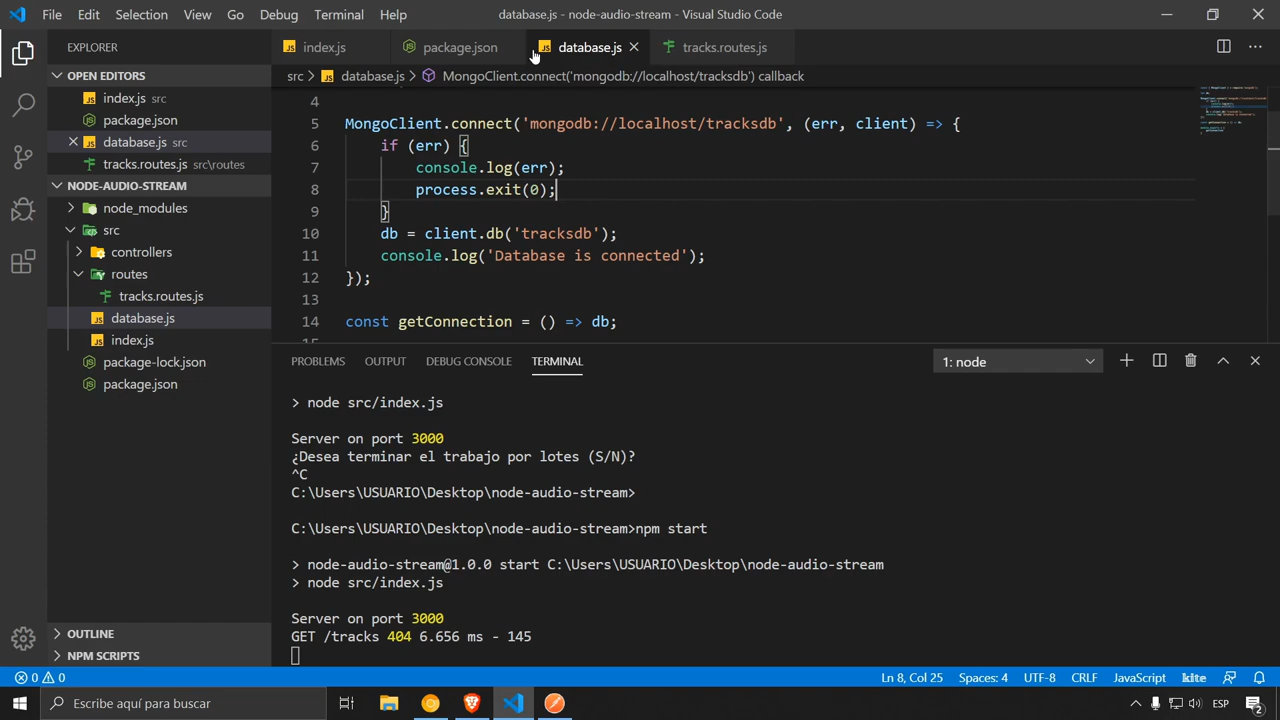 File Edit Selection View Go Debug Terminal Help
database.js - node-audio-stream - Visual Studio Code
EXPLORER
index.js
package.json
database.js
tracks.routes.js
OPEN EDITORS
src > database.js > MongoClient.connect('mongodb://localhost/tracksdb') callback
index.js src
package.json
database.js src
tracks.routes.js src\routes
NODE-AUDIO-STREAM
node_modules
src
controllers
routes
tracks.routes.js
database.js
index.js
package-lock.json
package.json
OUTLINE
NPM SCRIPTS
4
5 MongoClient.connect('mongodb://localhost/tracksdb', (err, client) => {
6 if (err) {
7 console.log(err);
8 process.exit(0);
9 }
10 db = client.db('tracksdb');
11 console.log('Database is connected');
12 });
13
14 const getConnection = () => db;
PROBLEMS OUTPUT DEBUG CONSOLE TERMINAL
1: node
> node src/index.js
Server on port 3000
¿Desea terminar el trabajo por lotes (S/N)?
^C
C:\Users\USUARIO\Desktop\node-audio-stream>
C:\Users\USUARIO\Desktop\node-audio-stream>npm start
> node-audio-stream@1.0.0 start C:\Users\USUARIO\Desktop\node-audio-stream
> node src/index.js
Server on port 3000
GET /tracks 404 6.656 ms - 145
0 0
Ln 8, Col 25 Spaces: 4 UTF-8 CRLF JavaScript kite
Escribe aquí para buscar
ESP
2